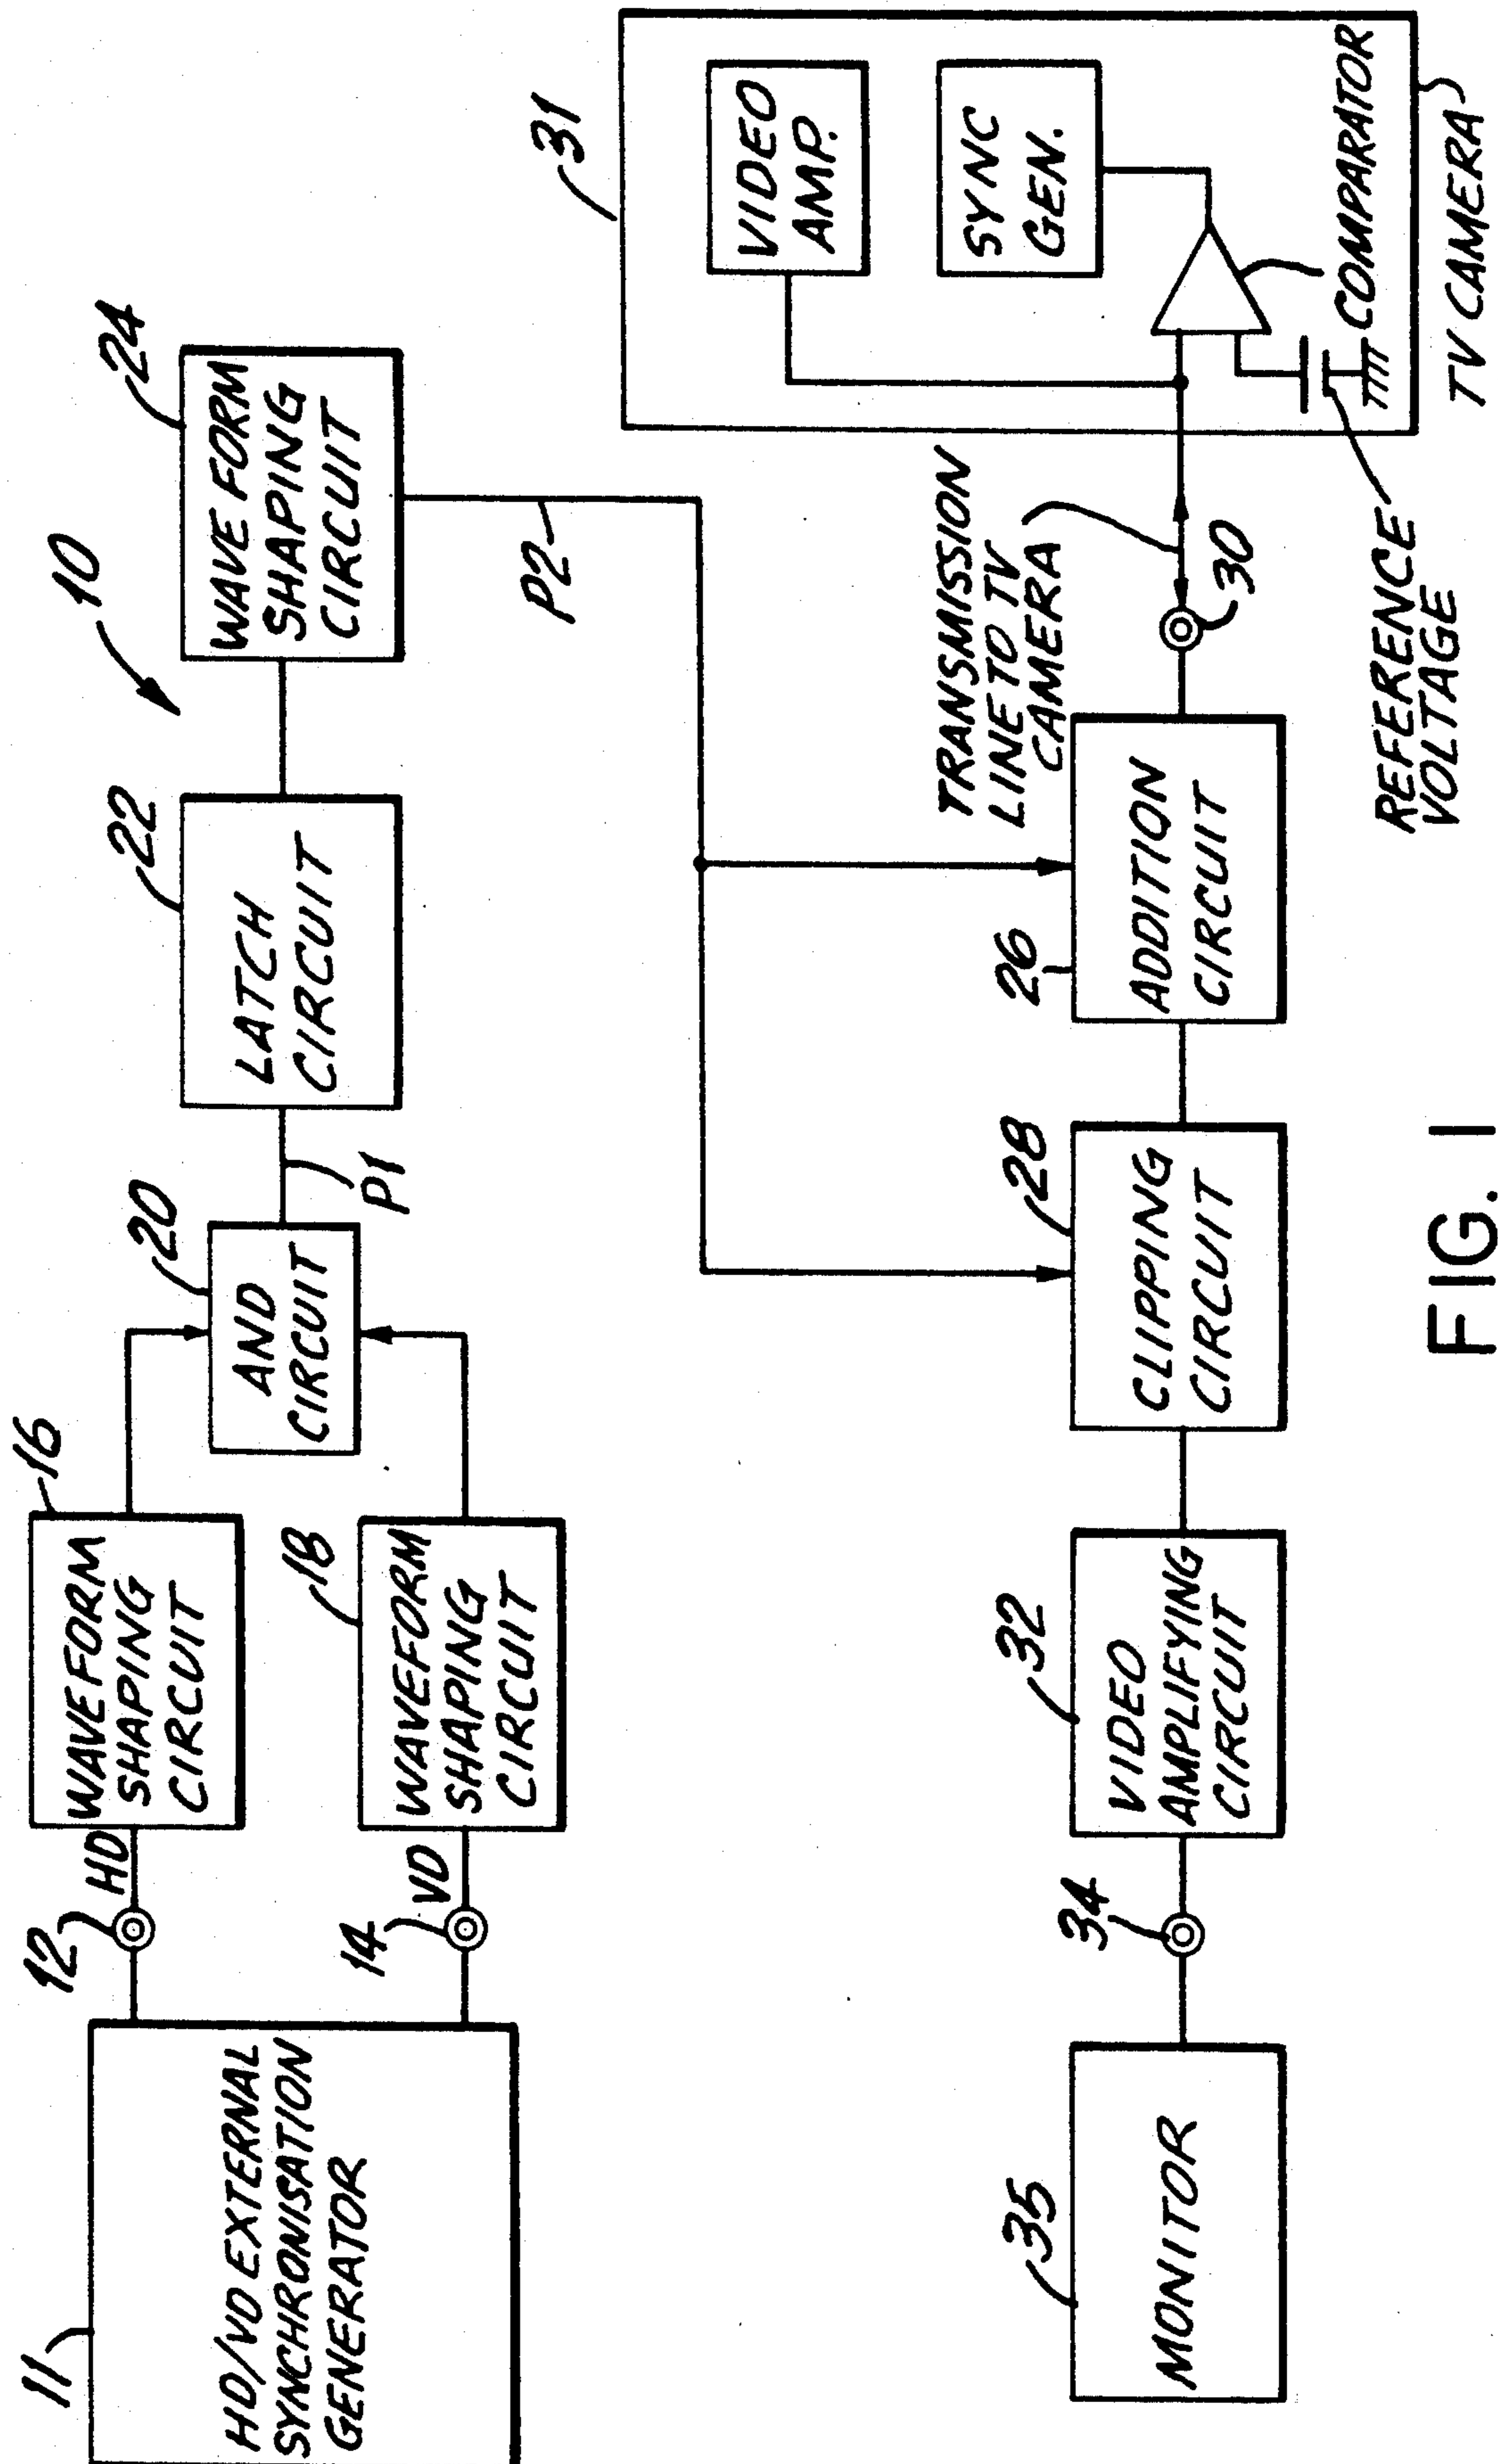 11
HD/VD EXTERNAL
SYNCHRONISATION
GENERATOR
12
HD
14
VD
16
WAVEFORM
SHAPING
CIRCUIT
18
WAVEFORM
SHAPING
CIRCUIT
20
AND
CIRCUIT
P1
22
LATCH
CIRCUIT
10
24
WAVE FORM
SHAPING
CIRCUIT
P2
35
MONITOR
34
32
VIDEO
AMPLIFYING
CIRCUIT
28
CLIPPING
CIRCUIT
26
ADDITION
CIRCUIT
TRANSMISSION
LINE TO TV
CAMERA
30
31
VIDEO
AMP.
SYNC
GEN.
COMPARATOR
REFERENCE
VOLTAGE
TV CAMERA
FIG. 1